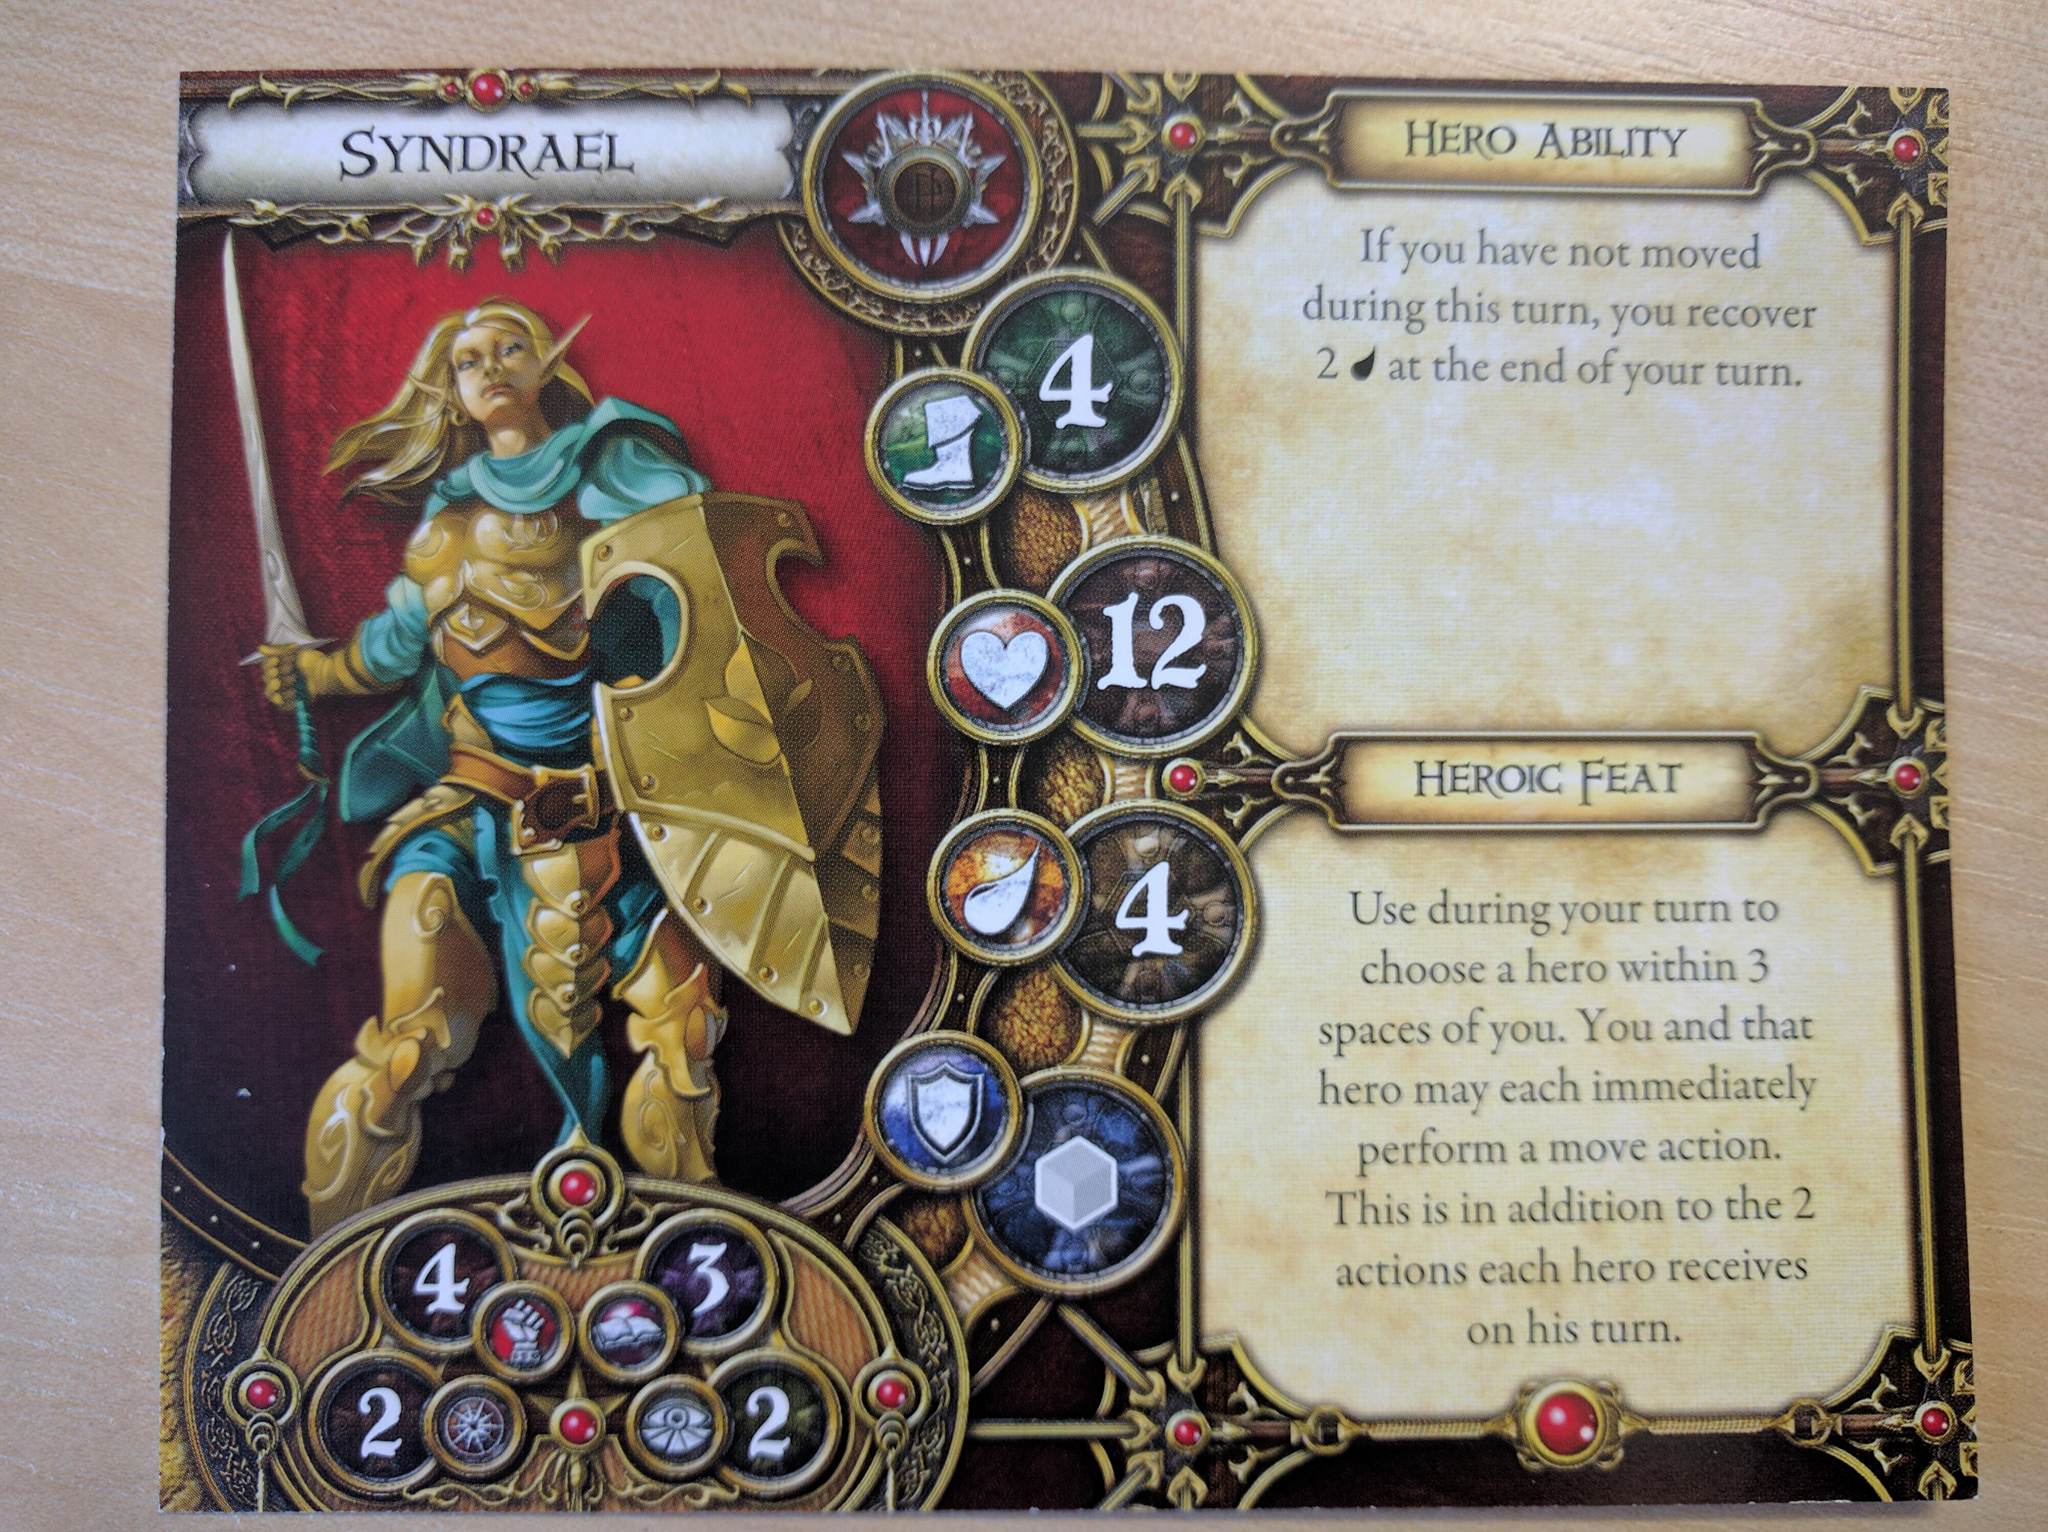 SYNDRAEL
4
12
4
4
3
2
2
HERO ABILITY
If you have not moved
during this turn, you recover
2 at the end of your turn.
HEROIC FEAT
Use during your turn to
choose a hero within 3
spaces of you. You and that
hero may each immediately
perform a move action.
This is in addition to the 2
actions each hero receives
on his turn.